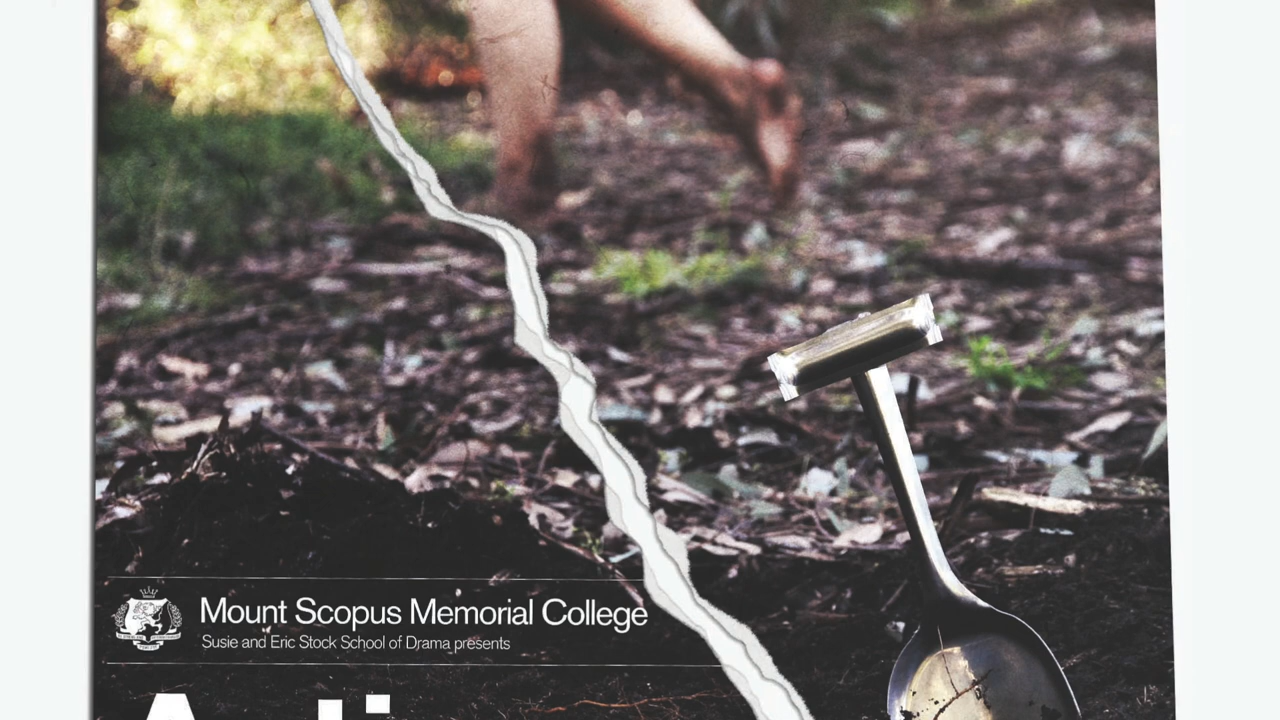 Mount Scopus Memorial College
Susie and Eric Stock School of Drama presents